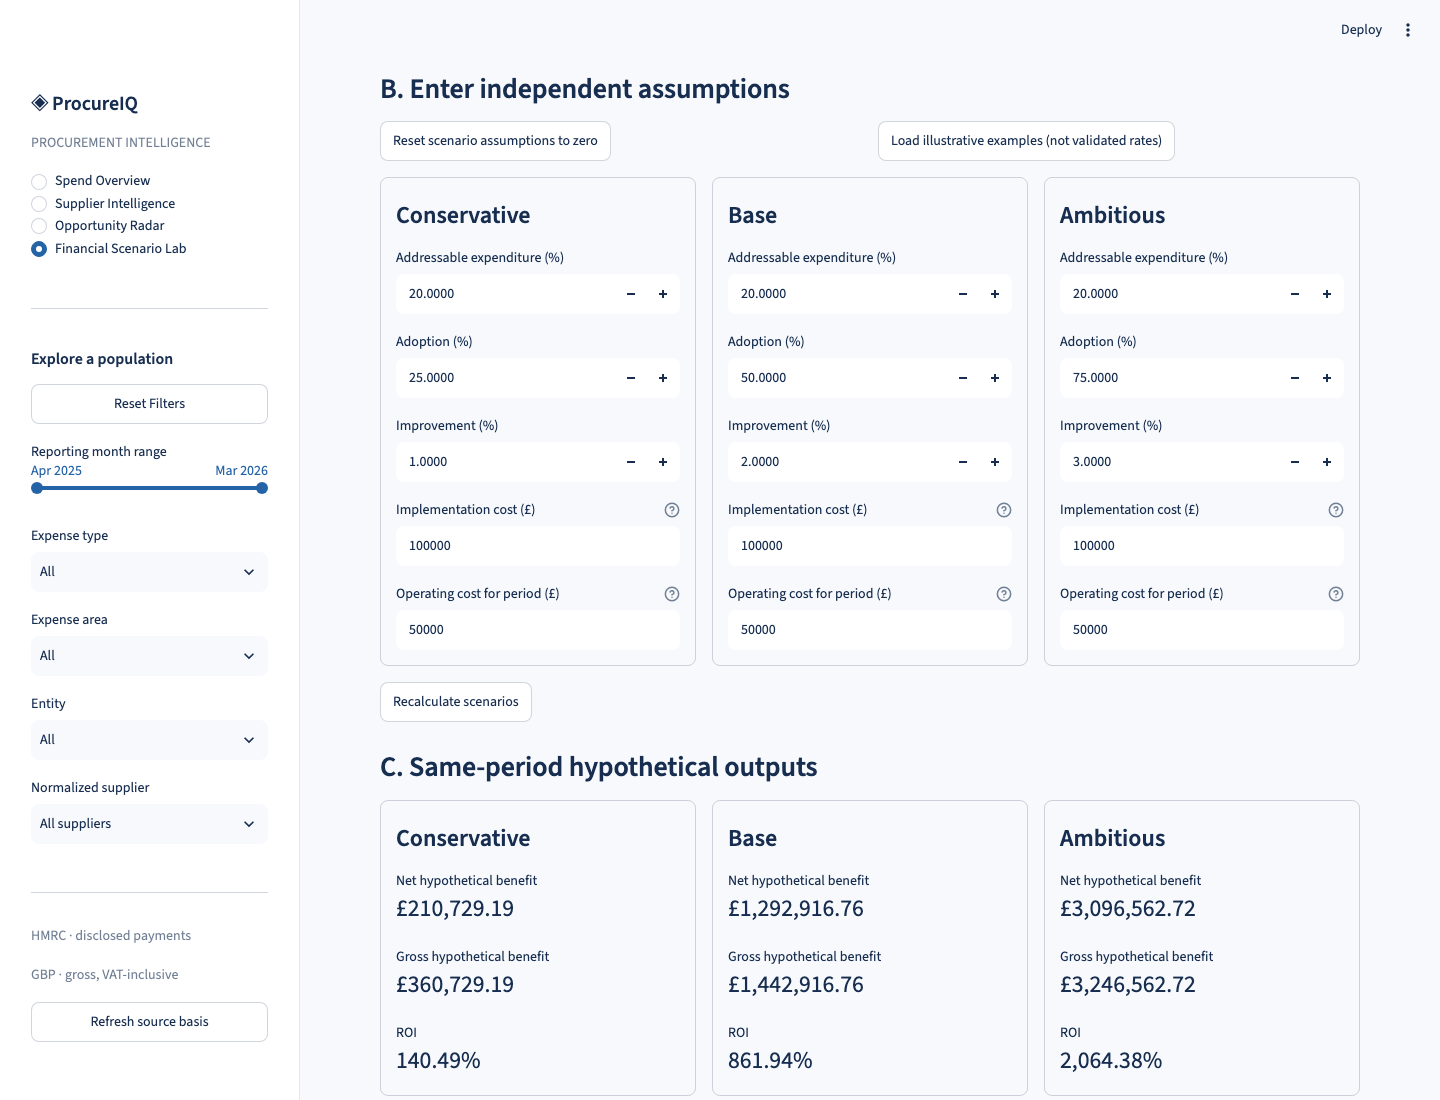 Deploy
ProcureIQ
PROCUREMENT INTELLIGENCE
Spend Overview
Supplier Intelligence
Opportunity Radar
Financial Scenario Lab
Explore a population
Reset Filters
Reporting month range
Apr 2025 Mar 2026
Expense type
All
Expense area
All
Entity
All
Normalized supplier
All suppliers
HMRC · disclosed payments
GBP · gross, VAT-inclusive
Refresh source basis
B. Enter independent assumptions
Reset scenario assumptions to zero
Load illustrative examples (not validated rates)
Conservative
Addressable expenditure (%)
20.0000
Adoption (%)
25.0000
Improvement (%)
1.0000
Implementation cost (£)
100000
Operating cost for period (£)
50000
Base
Addressable expenditure (%)
20.0000
Adoption (%)
50.0000
Improvement (%)
2.0000
Implementation cost (£)
100000
Operating cost for period (£)
50000
Ambitious
Addressable expenditure (%)
20.0000
Adoption (%)
75.0000
Improvement (%)
3.0000
Implementation cost (£)
100000
Operating cost for period (£)
50000
Recalculate scenarios
C. Same-period hypothetical outputs
Conservative
Net hypothetical benefit
£210,729.19
Gross hypothetical benefit
£360,729.19
ROI
140.49%
Base
Net hypothetical benefit
£1,292,916.76
Gross hypothetical benefit
£1,442,916.76
ROI
861.94%
Ambitious
Net hypothetical benefit
£3,096,562.72
Gross hypothetical benefit
£3,246,562.72
ROI
2,064.38%